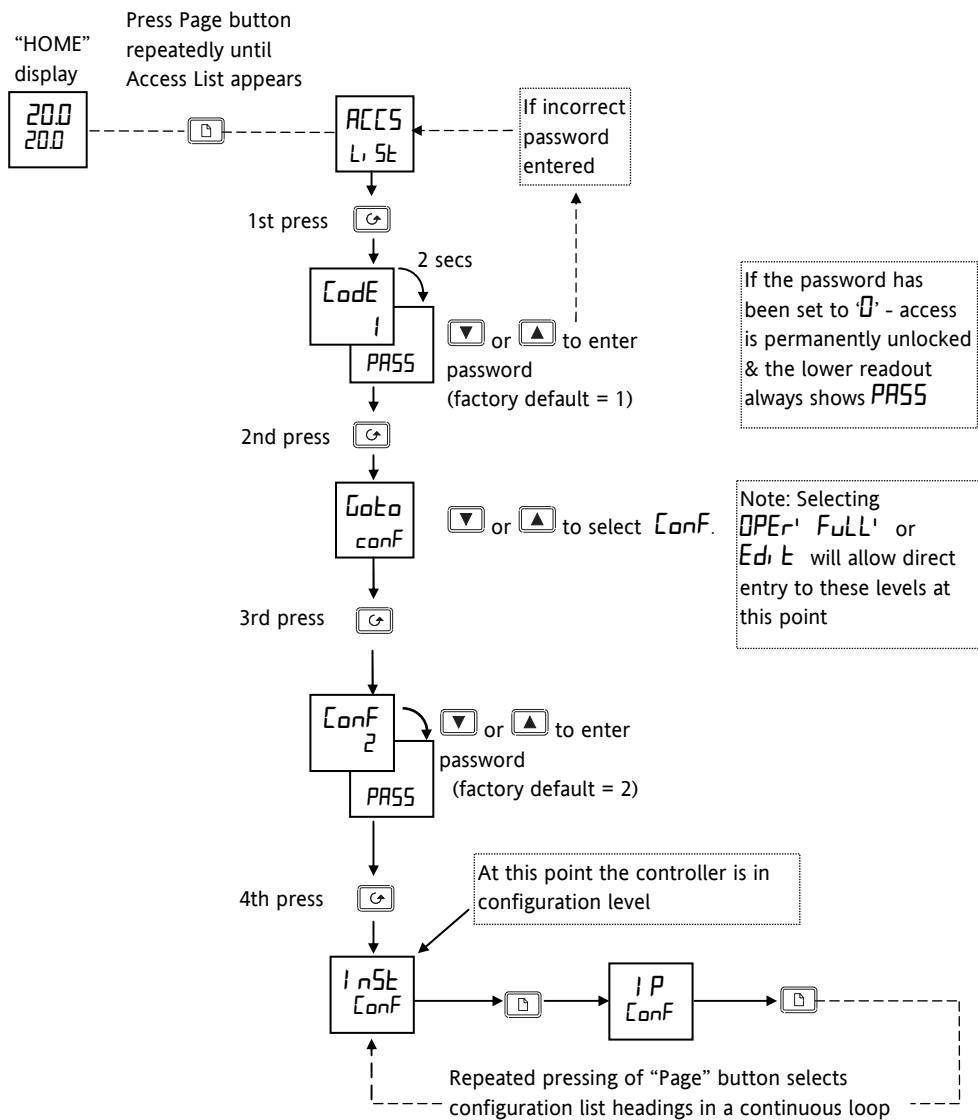 Press Page button
repeatedly until
Access List appears
“HOME”
display
20.0
20.0
ACCS
Li St
If incorrect
password
entered
1st press
2 secs
CodE
1
PASS
▼ or ▲ to enter
password
(factory default = 1)
If the password has
been set to ‘0’ - access
is permanently unlocked
& the lower readout
always shows PASS
2nd press
Goto
conF
▼ or ▲ to select ConF.
Note: Selecting
OPEr' FuLL' or
Edi t will allow direct
entry to these levels at
this point
3rd press
ConF
2
PASS
▼ or ▲ to enter
password
(factory default = 2)
4th press
At this point the controller is in
configuration level
InSt
ConF
IP
ConF
Repeated pressing of “Page” button selects
configuration list headings in a continuous loop